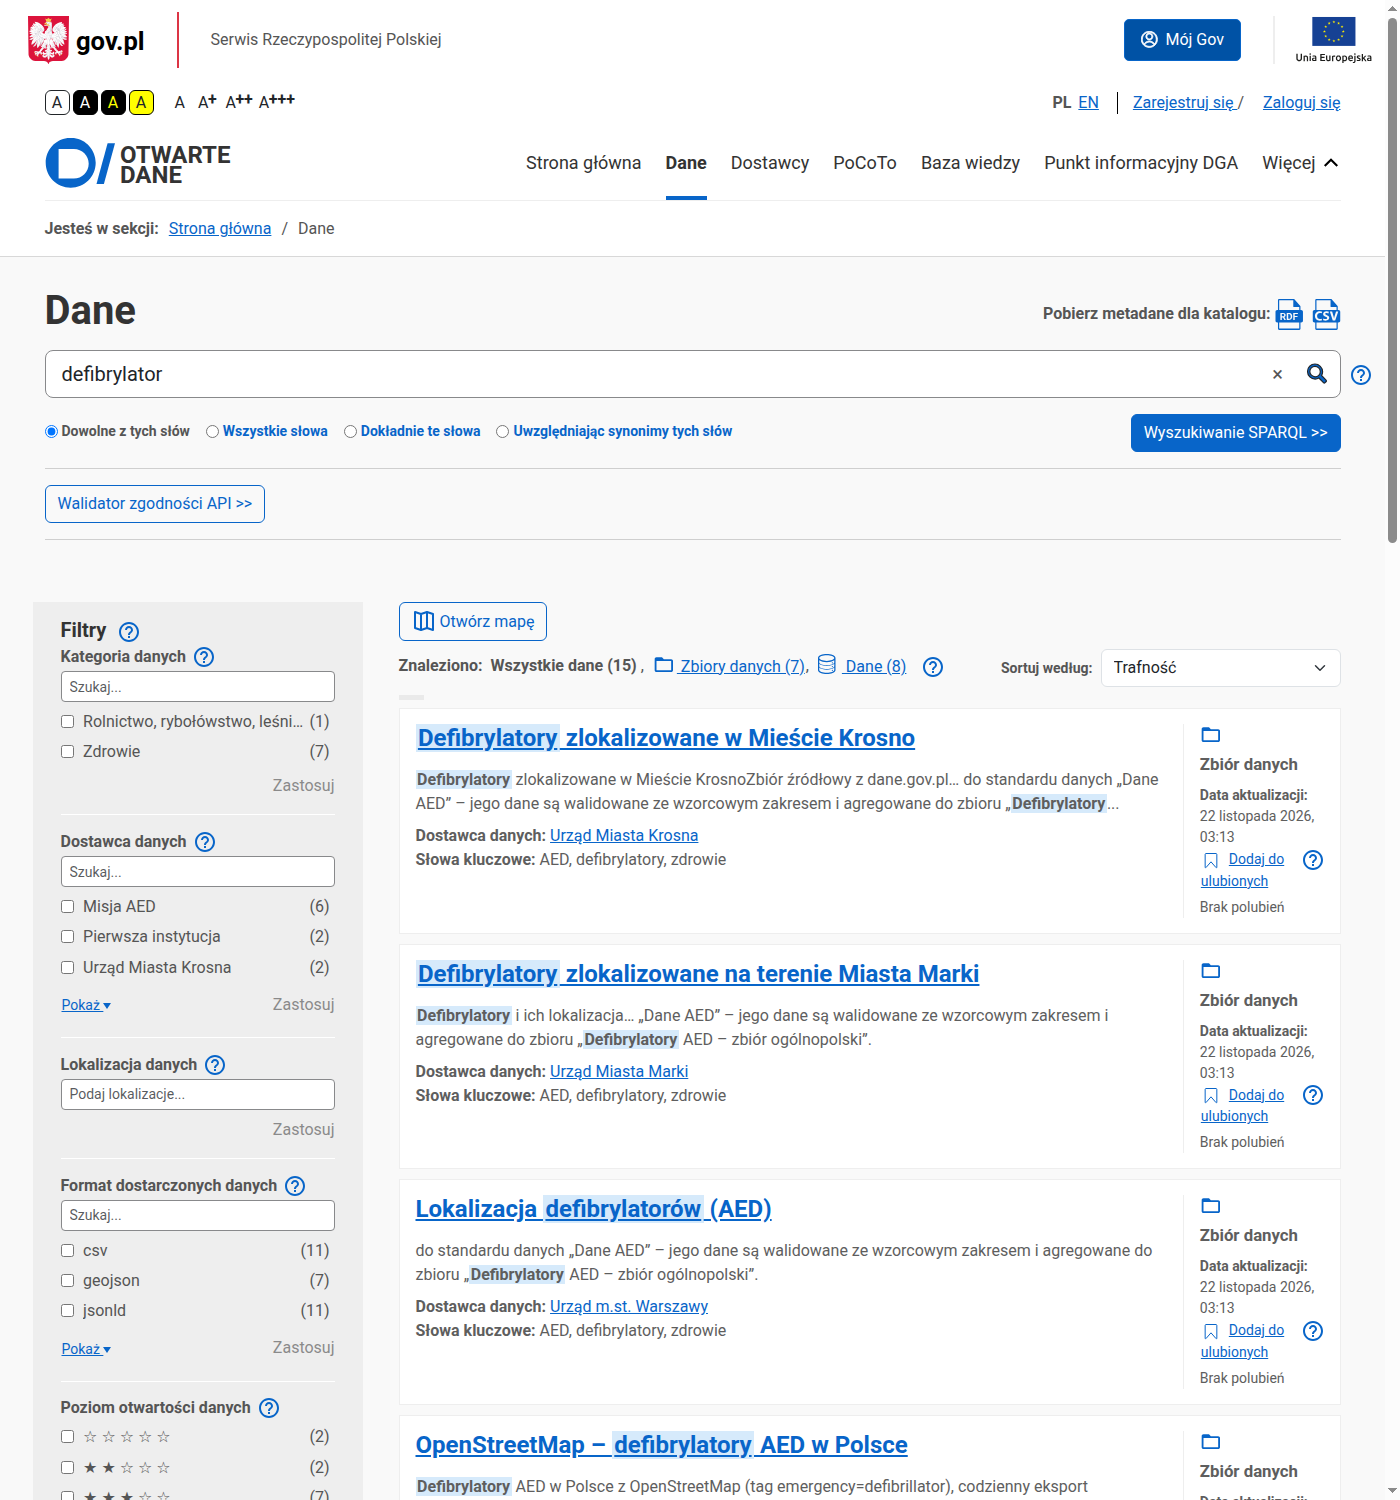 gov.pl
Serwis Rzeczypospolitej Polskiej
Mój Gov
Unia Europejska
A A A A A A+ A++ A+++
PL EN Zarejestruj się / Zaloguj się
OTWARTE
DANE
Strona główna Dane Dostawcy PoCoTo Baza wiedzy Punkt informacyjny DGA Więcej
Jesteś w sekcji: Strona główna / Dane
Dane
Pobierz metadane dla katalogu: RDF CSV
defibrylator
×
?
Dowolne z tych słów Wszystkie słowa Dokładnie te słowa Uwzględniając synonimy tych słów
Wyszukiwanie SPARQL >>
Walidator zgodności API >>
Filtry ?
Kategoria danych ?
Szukaj...
Rolnictwo, rybołówstwo, leśni... (1)
Zdrowie (7)
Zastosuj
Dostawca danych ?
Szukaj...
Misja AED (6)
Pierwsza instytucja (2)
Urząd Miasta Krosna (2)
Pokaż Zastosuj
Lokalizacja danych ?
Podaj lokalizacje...
Zastosuj
Format dostarczonych danych ?
Szukaj...
csv (11)
geojson (7)
jsonld (11)
Pokaż Zastosuj
Poziom otwartości danych ?
☆ ☆ ☆ ☆ ☆ (2)
★ ★ ☆ ☆ ☆ (2)
★ ★ ★ ☆ ☆ (7)
Otwórz mapę
Znaleziono: Wszystkie dane (15) , Zbiory danych (7), Dane (8) ?
Sortuj według: Trafność
Defibrylatory zlokalizowane w Mieście Krosno
Defibrylatory zlokalizowane w Mieście KrosnoZbiór źródłowy z dane.gov.pl... do standardu danych „Dane
AED” – jego dane są walidowane ze wzorcowym zakresem i agregowane do zbioru „Defibrylatory...
Dostawca danych: Urząd Miasta Krosna
Słowa kluczowe: AED, defibrylatory, zdrowie
Zbiór danych
Data aktualizacji:
22 listopada 2026,
03:13
Dodaj do ?
ulubionych
Brak polubień
Defibrylatory zlokalizowane na terenie Miasta Marki
Defibrylatory i ich lokalizacja... „Dane AED” – jego dane są walidowane ze wzorcowym zakresem i
agregowane do zbioru „Defibrylatory AED – zbiór ogólnopolski”.
Dostawca danych: Urząd Miasta Marki
Słowa kluczowe: AED, defibrylatory, zdrowie
Zbiór danych
Data aktualizacji:
22 listopada 2026,
03:13
Dodaj do ?
ulubionych
Brak polubień
Lokalizacja defibrylatorów (AED)
do standardu danych „Dane AED” – jego dane są walidowane ze wzorcowym zakresem i agregowane do
zbioru „Defibrylatory AED – zbiór ogólnopolski”.
Dostawca danych: Urząd m.st. Warszawy
Słowa kluczowe: AED, defibrylatory, zdrowie
Zbiór danych
Data aktualizacji:
22 listopada 2026,
03:13
Dodaj do ?
ulubionych
Brak polubień
OpenStreetMap – defibrylatory AED w Polsce
Defibrylatory AED w Polsce z OpenStreetMap (tag emergency=defibrillator), codzienny eksport
Zbiór danych
Data aktualizacji: